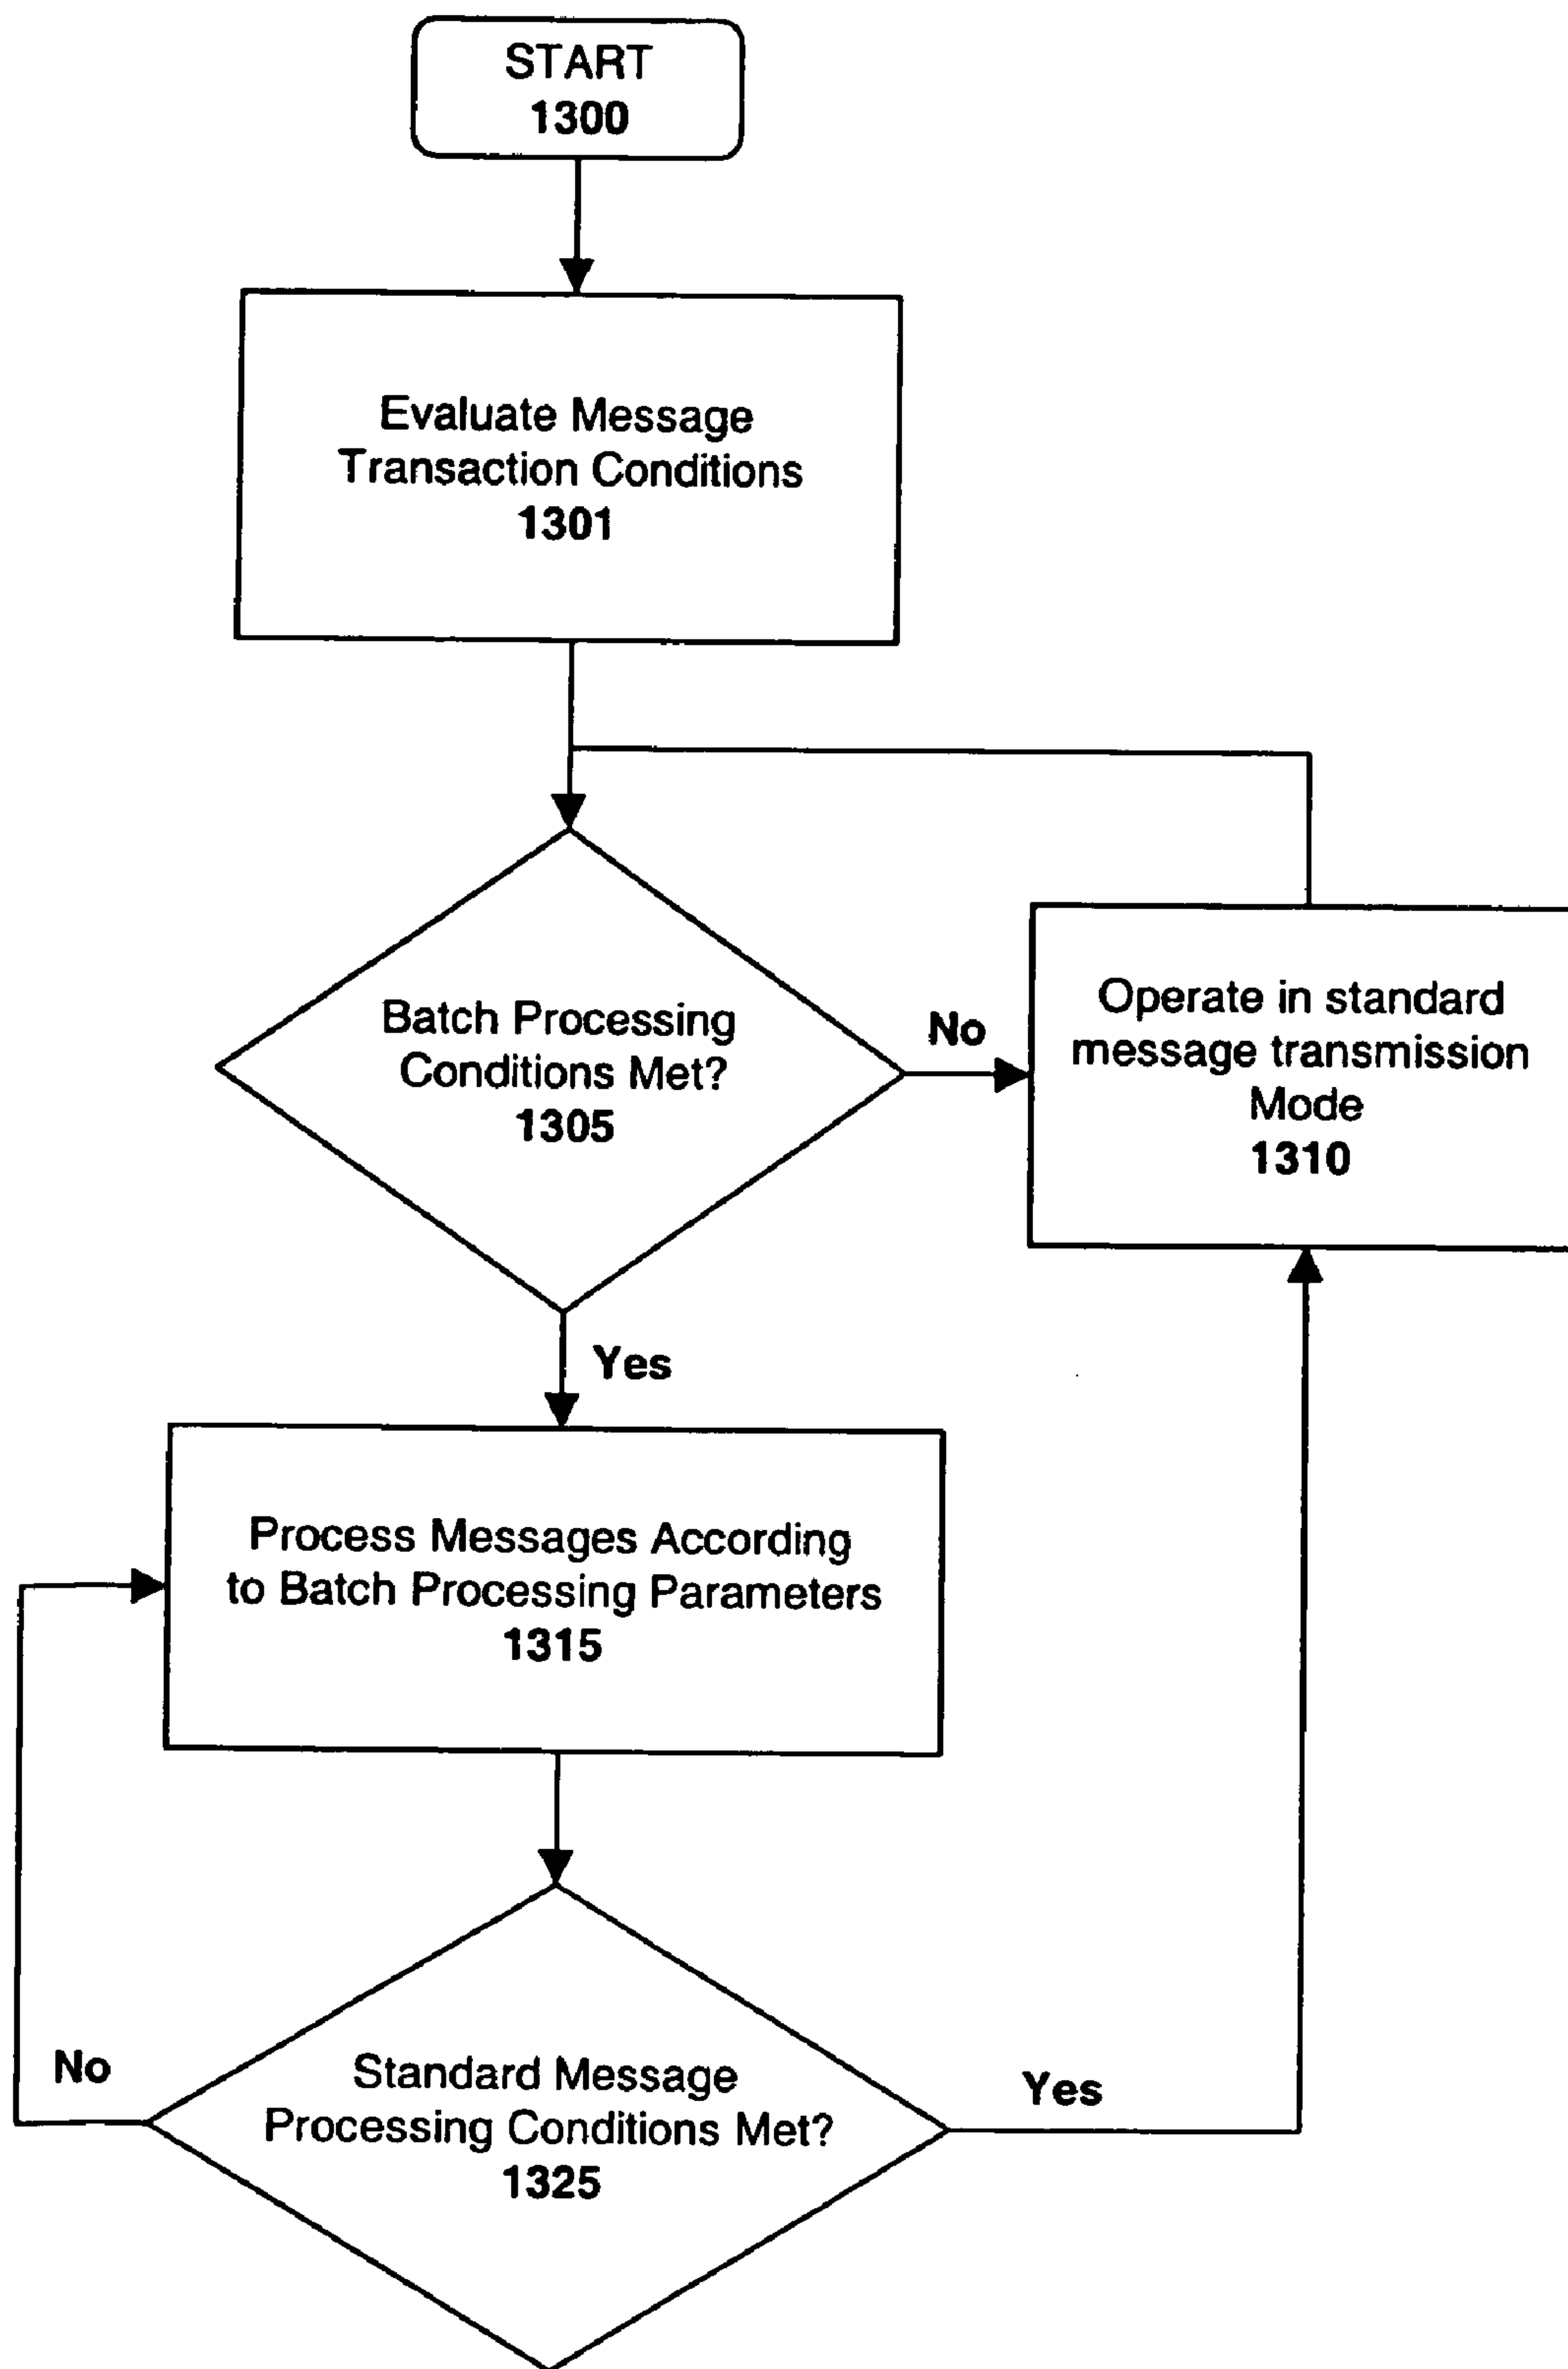 START
1300
Evaluate Message
Transaction Conditions
1301
Batch Processing
Conditions Met?
1305
No
Operate in standard
message transmission
Mode
1310
Yes
Process Messages According
to Batch Processing Parameters
1315
No
Standard Message
Processing Conditions Met?
1325
Yes